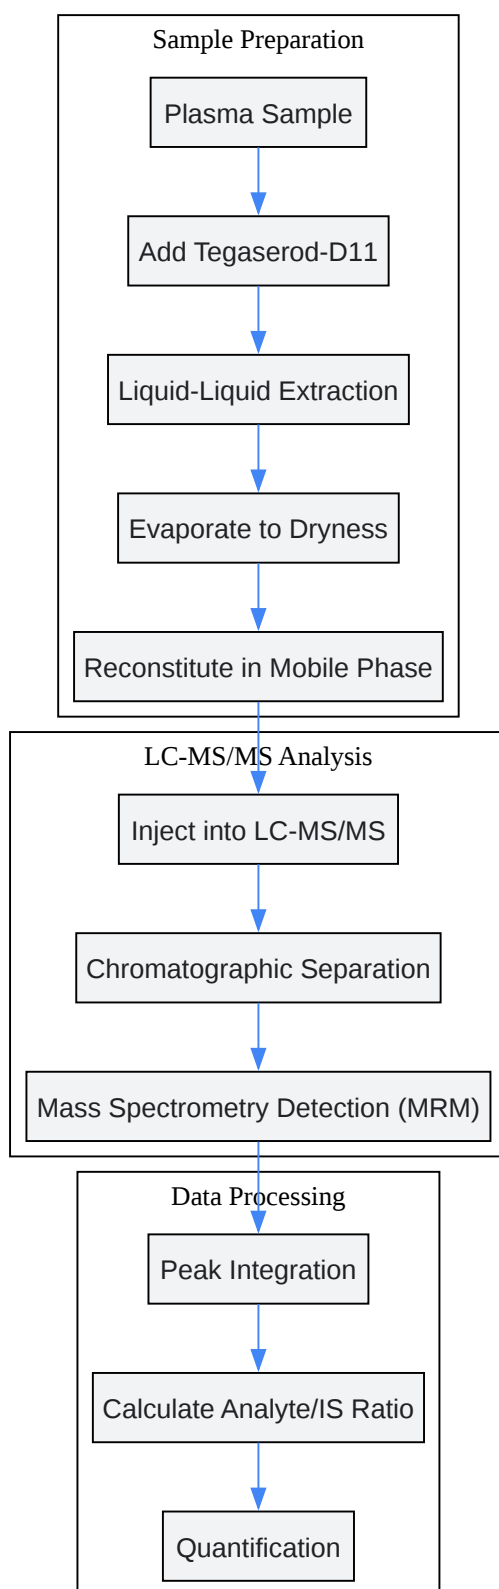 Sample Preparation
Plasma Sample
Add Tegaserod-D11
Liquid-Liquid Extraction
Evaporate to Dryness
Reconstitute in Mobile Phase
LC-MS/MS Analysis
Inject into LC-MS/MS
Chromatographic Separation
Mass Spectrometry Detection (MRM)
Data Processing
Peak Integration
Calculate Analyte/IS Ratio
Quantification